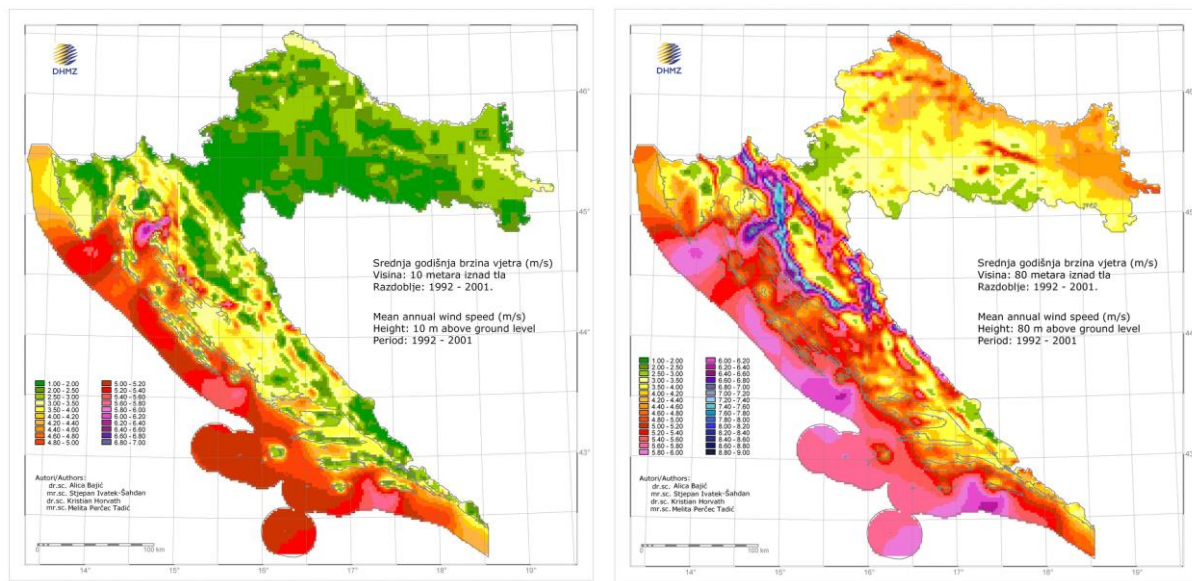 DHMZ
46°
45°
44°
43°
Srednja godišnja brzina vjetra (m/s)
Visina: 10 metara iznad tla
Razdoblje: 1992 - 2001.
Mean annual wind speed (m/s)
Height: 10 m above ground level
Period: 1992 - 2001
1.00 - 2.00
2.00 - 2.50
2.50 - 3.00
3.00 - 3.50
3.50 - 4.00
4.00 - 4.20
4.20 - 4.40
4.40 - 4.60
4.60 - 4.80
4.80 - 5.00
5.00 - 5.20
5.20 - 5.40
5.40 - 5.60
5.60 - 5.80
5.80 - 6.00
6.00 - 6.20
6.20 - 6.40
6.40 - 6.60
6.60 - 6.80
6.80 - 7.00
Autori/Authors:
dr.sc. Alica Bajić
mr.sc. Stjepan Ivatek-Šahdan
dr.sc. Kristian Horvath
mr.sc. Melita Perčec Tadić
0 100 km
14° 15° 16° 17° 18° 19°
DHMZ
46°
45°
44°
43°
Srednja godišnja brzina vjetra (m/s)
Visina: 80 metara iznad tla
Razdoblje: 1992 - 2001.
Mean annual wind speed (m/s)
Height: 80 m above ground level
Period: 1992 - 2001
1.00 - 2.00
2.00 - 2.50
2.50 - 3.00
3.00 - 3.50
3.50 - 4.00
4.00 - 4.20
4.20 - 4.40
4.40 - 4.60
4.60 - 4.80
4.80 - 5.00
5.00 - 5.20
5.20 - 5.40
5.40 - 5.60
5.60 - 5.80
5.80 - 6.00
6.00 - 6.20
6.20 - 6.40
6.40 - 6.60
6.60 - 6.80
6.80 - 7.00
7.00 - 7.20
7.20 - 7.40
7.40 - 7.60
7.60 - 7.80
7.80 - 8.00
8.00 - 8.20
8.20 - 8.40
8.40 - 8.60
8.60 - 8.80
8.80 - 9.00
Autori/Authors:
dr.sc. Alica Bajić
mr.sc. Stjepan Ivatek-Šahdan
dr.sc. Kristian Horvath
mr.sc. Melita Perčec Tadić
0 100 km
14° 15° 16° 17° 18° 19°